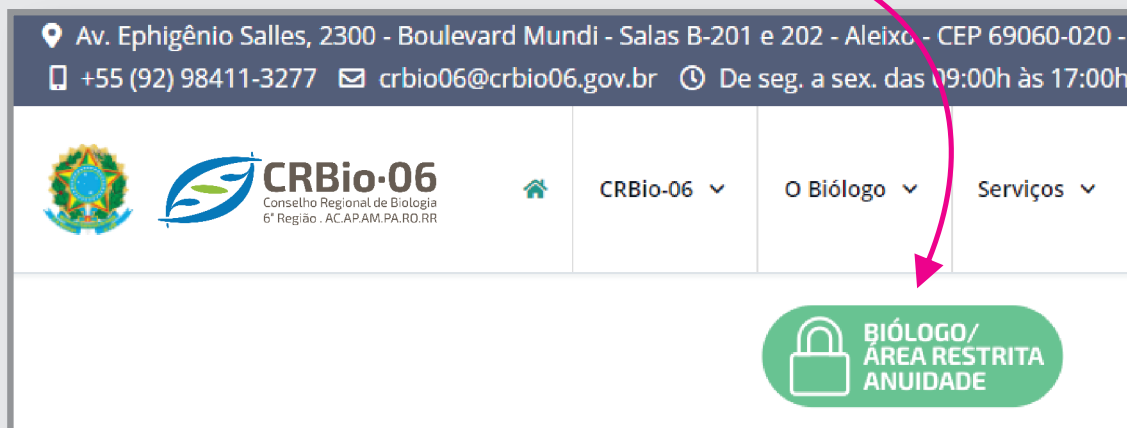 Av. Ephigênio Salles, 2300 - Boulevard Mundi - Salas B-201 e 202 - Aleixo - CEP 69060-020 -
+55 (92) 98411-3277 crbio06@crbio06.gov.br De seg. a sex. das 09:00h às 17:00h
CRBio·06
Conselho Regional de Biologia
6ª Região . AC.AP.AM.PA.RO.RR
CRBio-06 O Biólogo Serviços
BIÓLOGO/
ÁREA RESTRITA
ANUIDADE